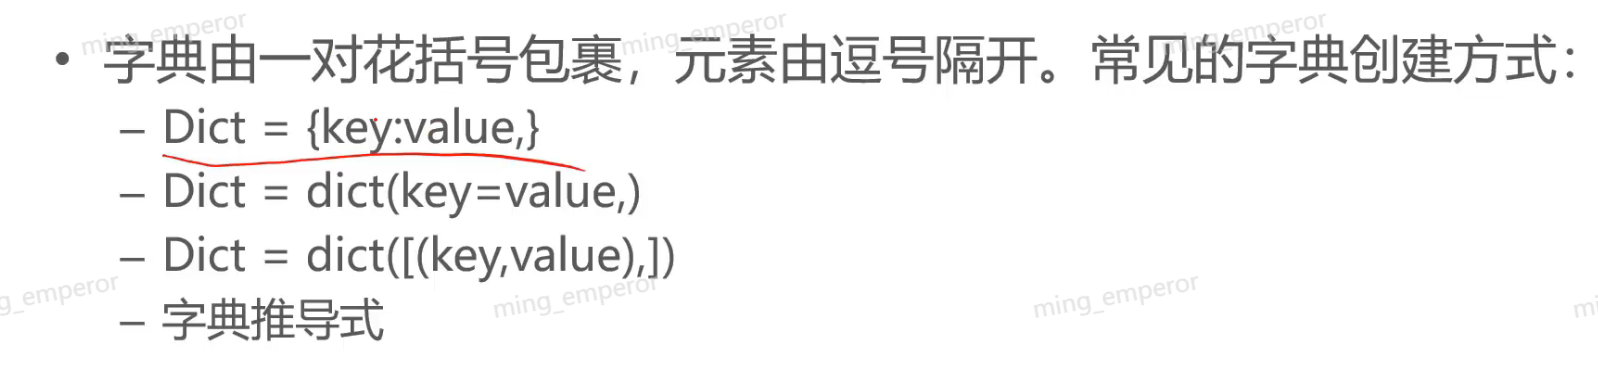 • 字典由一对花括号包裹，元素由逗号隔开。常见的字典创建方式：
– Dict = {key:value,}
– Dict = dict(key=value,)
– Dict = dict([(key,value),])
– 字典推导式
ming_emperor
ming_emperor
ming_emperor
g_emperor
ming_emperor
ming_emperor
mi